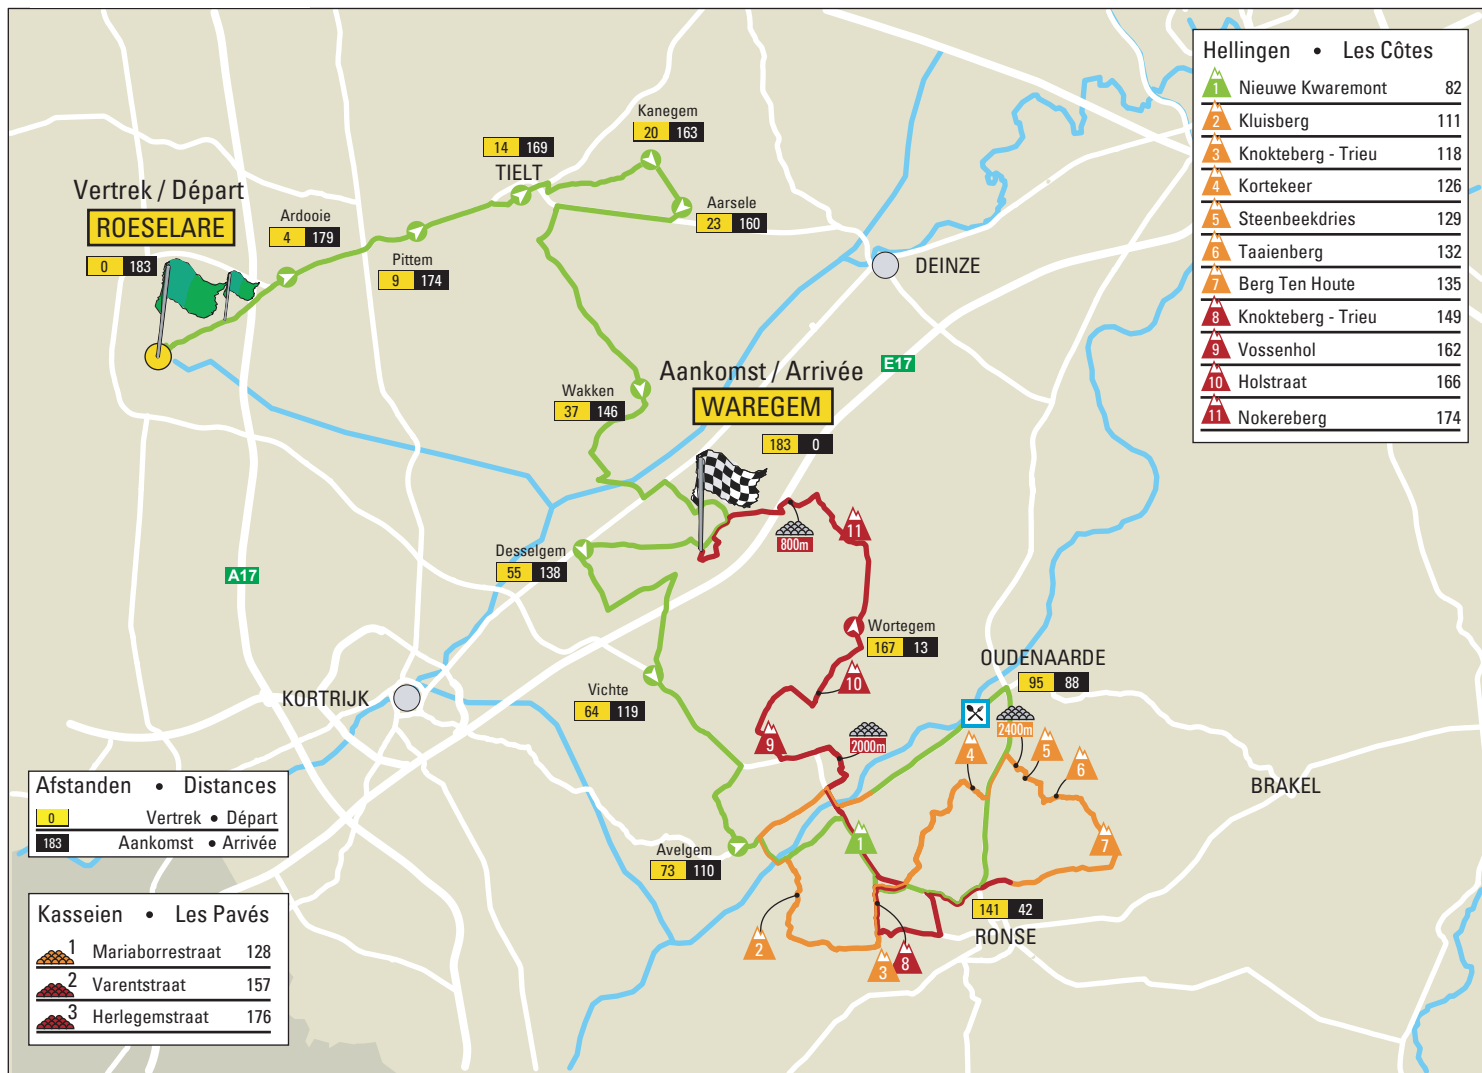 Hellingen • Les Côtes
1 Nieuwe Kwaremont 82
2 Kluisberg 111
3 Knokteberg - Trieu 118
4 Kortekeer 126
5 Steenbeekdries 129
6 Taaienberg 132
7 Berg Ten Houte 135
8 Knokteberg - Trieu 149
9 Vossenhol 162
10 Holstraat 166
11 Nokereberg 174
Kanegem
20 163
14 169
TIELT
Vertrek / Départ
ROESELARE
0 183
Ardooie
4 179
Pittem
9 174
Aarsele
23 160
DEINZE
E17
Aankomst / Arrivée
WAREGEM
183 0
Wakken
37 146
800m
11
Desselgem
55 138
A17
Wortegem
167 13
OUDENAARDE
95 88
KORTRIJK
Vichte
64 119
10
9
2000m
2400m
4
5
6
7
BRAKEL
1
Avelgem
73 110
141 42
RONSE
2
3
8
Afstanden • Distances
0 Vertrek • Départ
183 Aankomst • Arrivée
Kasseien • Les Pavés
1 Mariaborrestraat 128
2 Varentstraat 157
3 Herlegemstraat 176